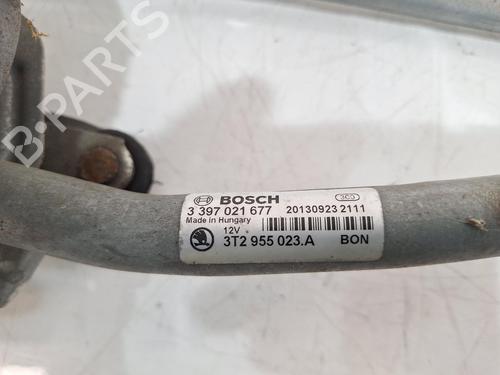 B-PARTS
BOSCH
3 397 021 677 20130923 2111
Made in Hungary
12V
3T2 955 023.A BON